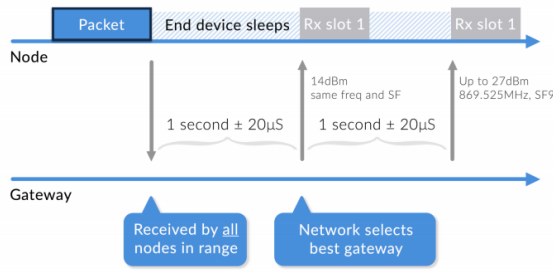 Packet
End device sleeps
Rx slot 1
Rx slot 1
Node
14dBm
same freq and SF
Up to 27dBm
869.525MHz, SF9
1 second ± 20µS
1 second ± 20µS
Gateway
Received by all
nodes in range
Network selects
best gateway